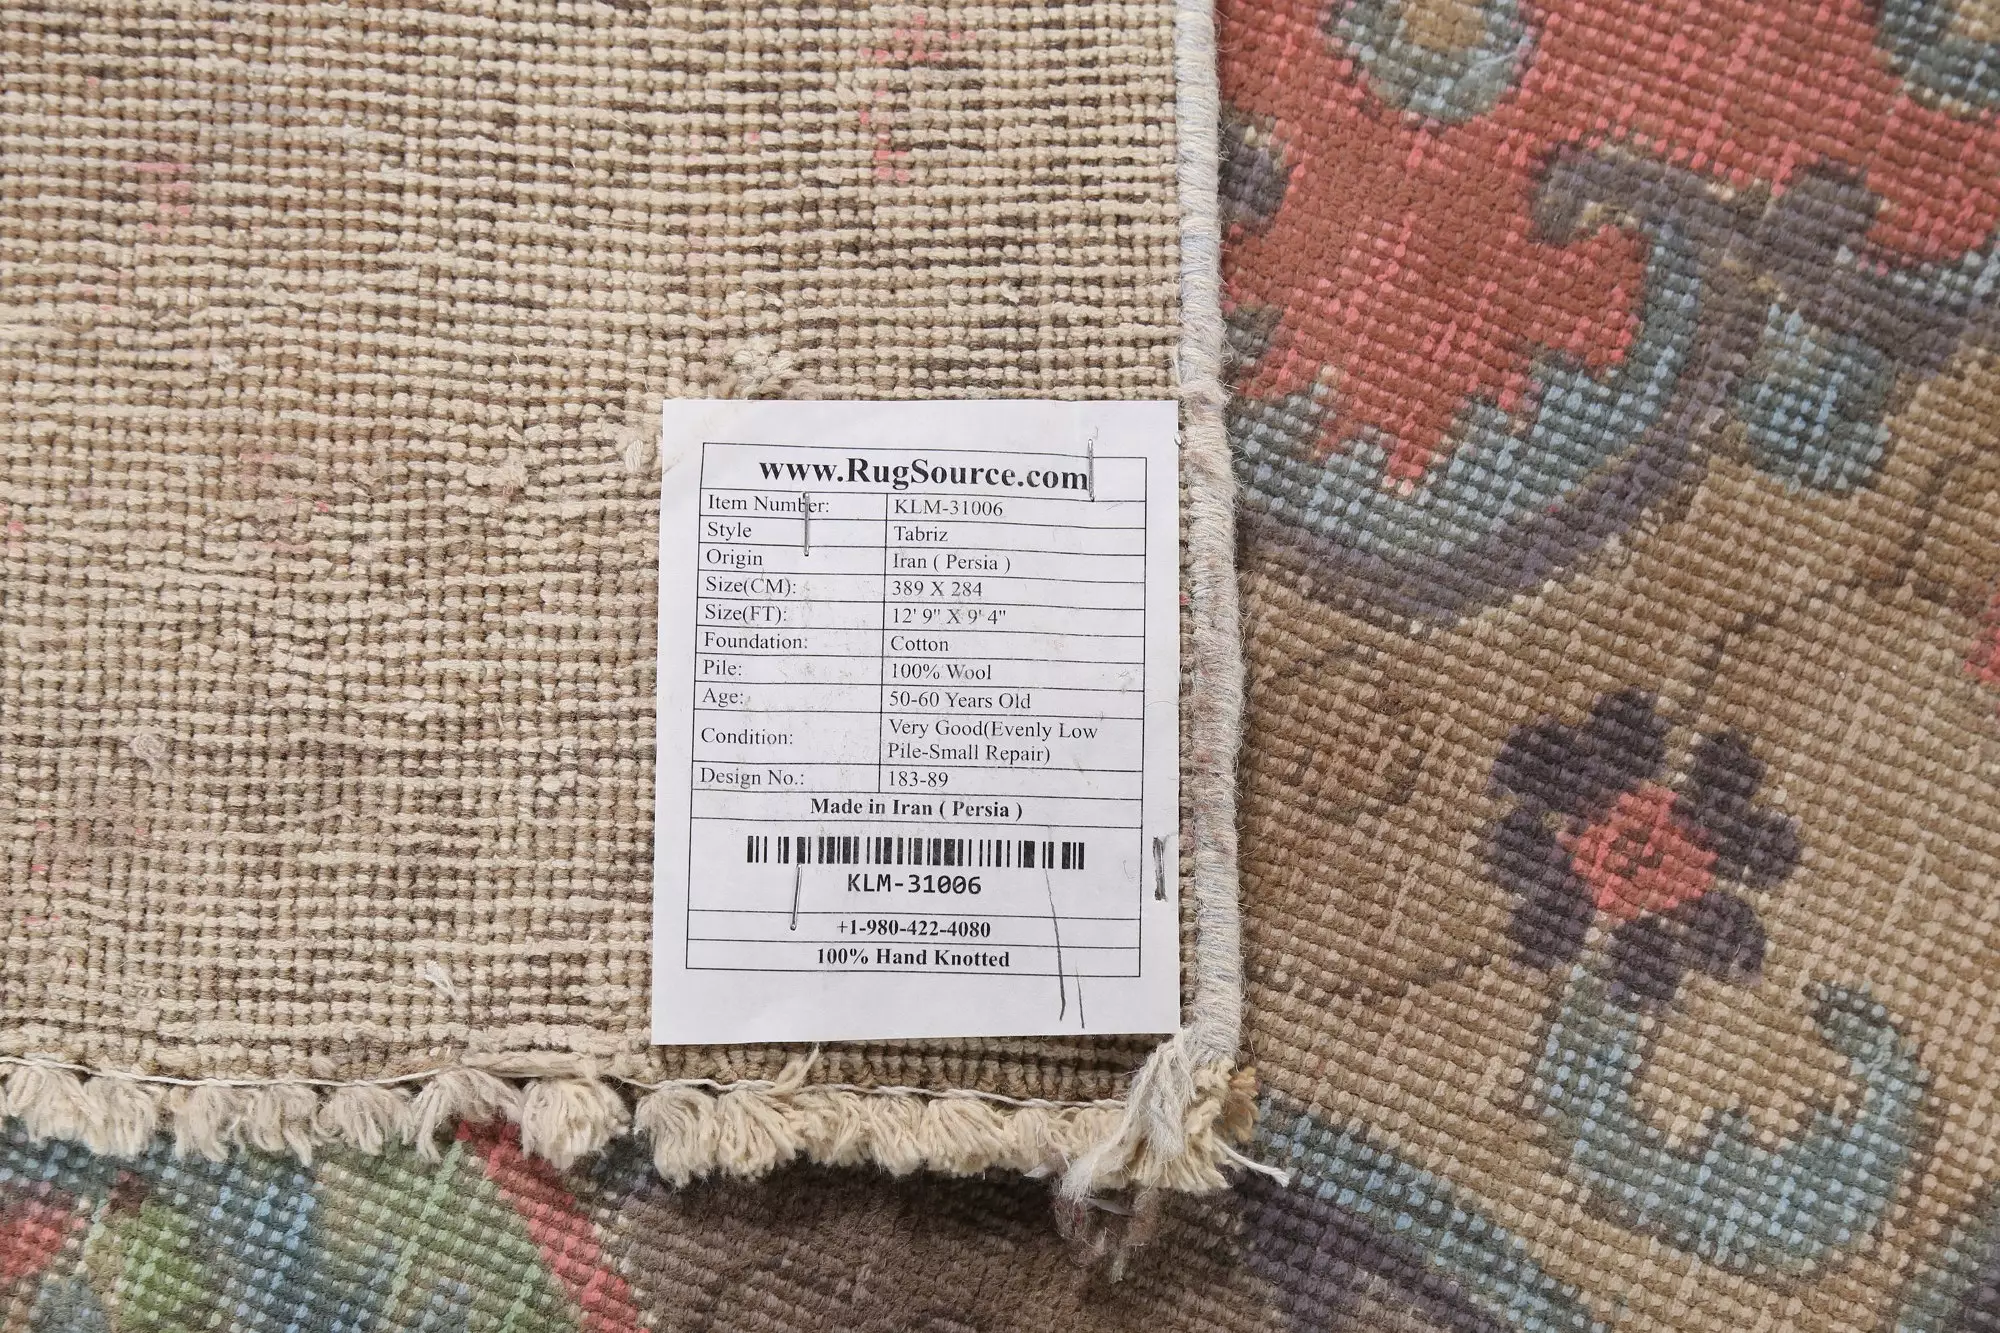 www.RugSource.com
Item Number: KLM-31006
Style Tabriz
Origin Iran ( Persia )
Size(CM): 389 X 284
Size(FT): 12' 9" X 9' 4"
Foundation: Cotton
Pile: 100% Wool
Age: 50-60 Years Old
Condition: Very Good(Evenly Low
Pile-Small Repair)
Design No.: 183-89
Made in Iran ( Persia )
KLM-31006
+1-980-422-4080
100% Hand Knotted